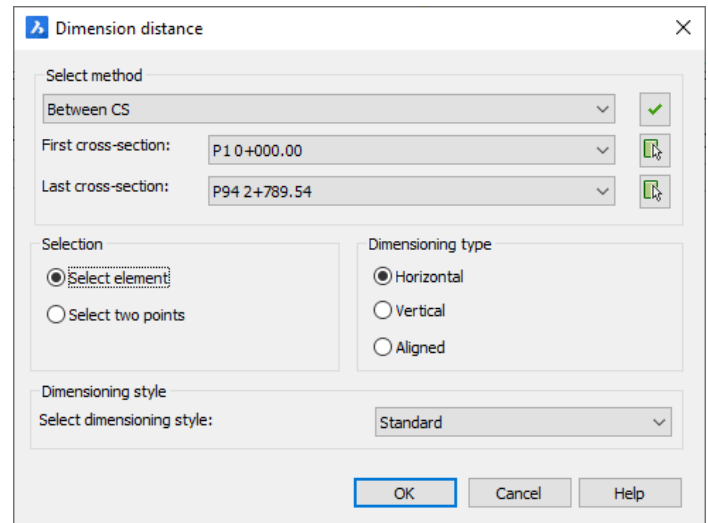 Dimension distance
Select method
Between CS
First cross-section: P1 0+000.00
Last cross-section: P94 2+789.54
Selection
Select element
Select two points
Dimensioning type
Horizontal
Vertical
Aligned
Dimensioning style
Select dimensioning style: Standard
OK Cancel Help